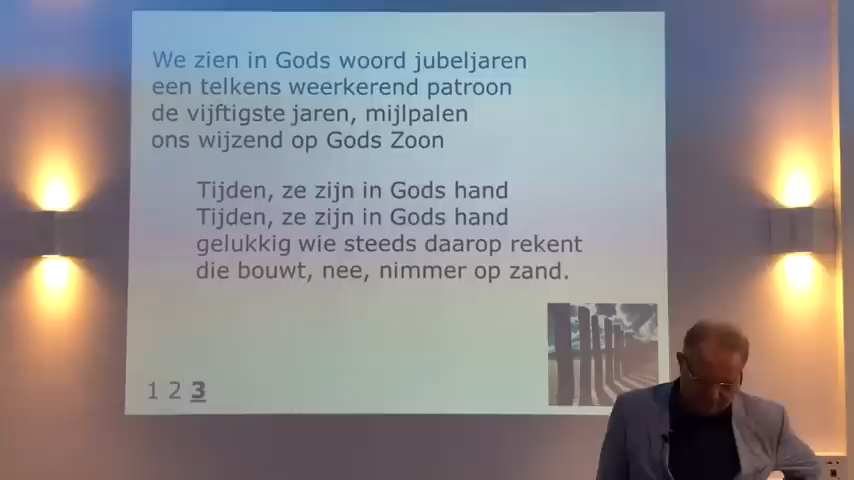 We zien in Gods woord jubeljaren
een telkens weerkerend patroon
de vijftigste jaren, mijlpalen
ons wijzend op Gods Zoon
Tijden, ze zijn in Gods hand
Tijden, ze zijn in Gods hand
gelukkig wie steeds daarop rekent
die bouwt, nee, nimmer op zand.
1 2 3